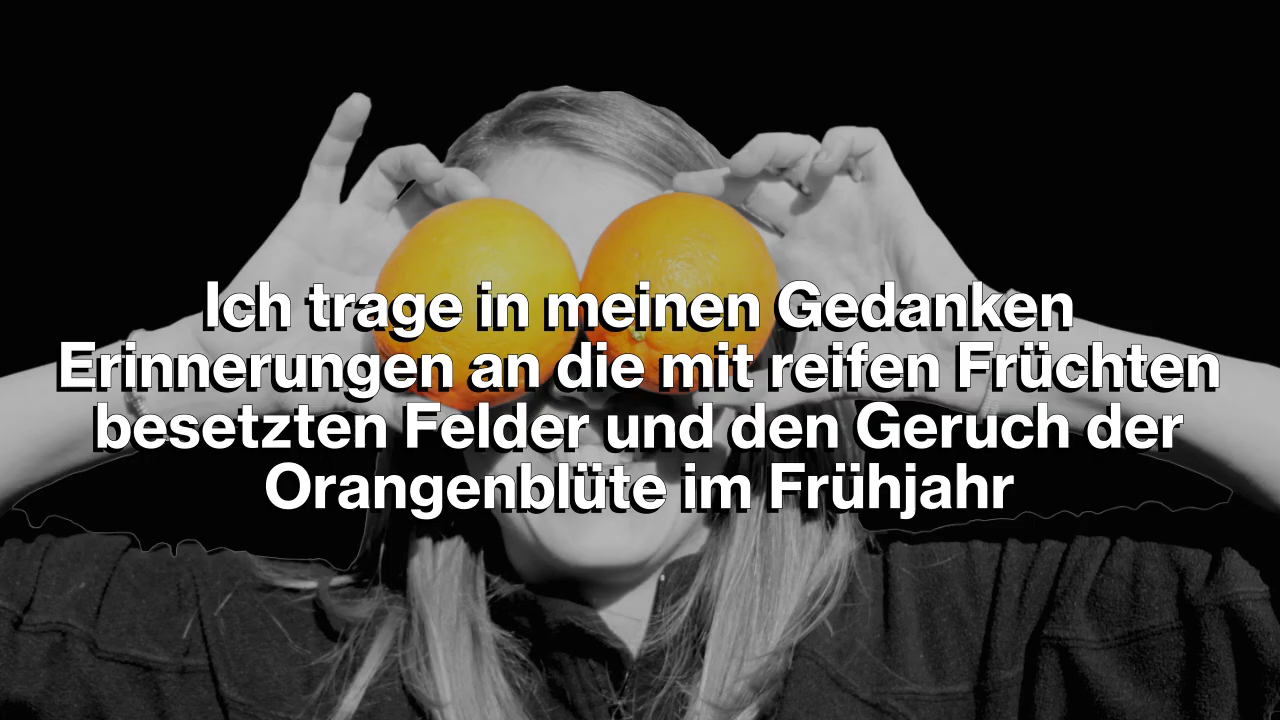 Ich trage in meinen Gedanken
Erinnerungen an die mit reifen Früchten
besetzten Felder und den Geruch der
Orangenblüte im Frühjahr